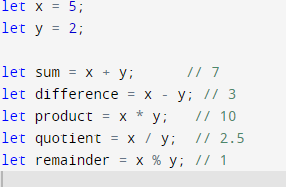 let x = 5;
let y = 2;

let sum = x + y;      // 7
let difference = x - y; // 3
let product = x * y;   // 10
let quotient = x / y;  // 2.5
let remainder = x % y; // 1